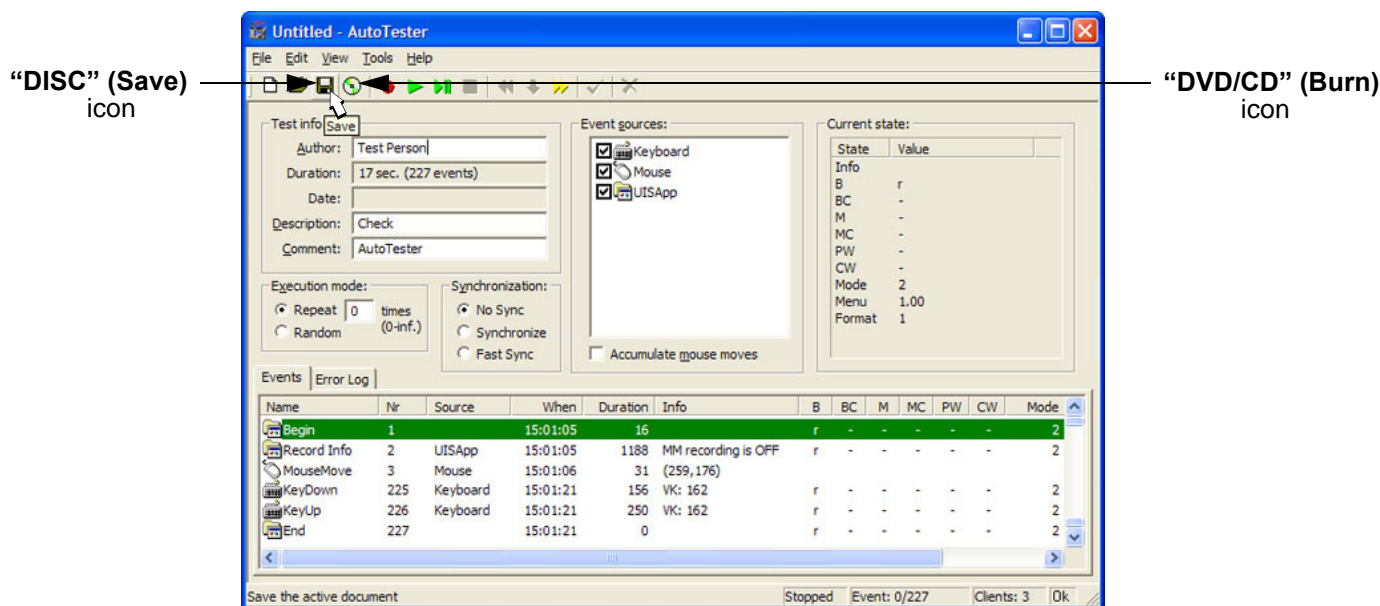 Untitled - AutoTester
File Edit View Tools Help
“DISC” (Save)
icon
“DVD/CD” (Burn)
icon
Save
Test info
Author: Test Person
Duration: 17 sec. (227 events)
Date:
Description: Check
Comment: AutoTester
Event sources:
Keyboard
Mouse
UISApp
Accumulate mouse moves
Current state:
State Value
Info
B r
BC -
M -
MC -
PW -
CW -
Mode 2
Menu 1.00
Format 1
Execution mode:
Repeat 0 times
(0-inf.)
Random
Synchronization:
No Sync
Synchronize
Fast Sync
Events Error Log
Name Nr Source When Duration Info B BC M MC PW CW Mode
Begin 1 15:01:05 16 r - - - - - 2
Record Info 2 UISApp 15:01:05 1188 MM recording is OFF r - - - - - 2
MouseMove 3 Mouse 15:01:06 31 (259,176)
KeyDown 225 Keyboard 15:01:21 156 VK: 162 r - - - - - 2
KeyUp 226 Keyboard 15:01:21 250 VK: 162 r - - - - - 2
End 227 15:01:21 0 r - - - - - 2
Save the active document Stopped Event: 0/227 Clients: 3 Ok